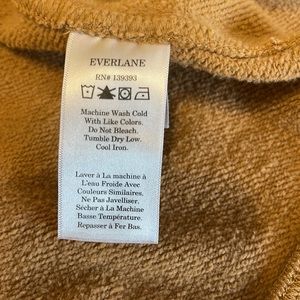 EVERLANE
RN# 139393
Machine Wash Cold
With Like Colors.
Do Not Bleach.
Tumble Dry Low.
Cool Iron.
Laver à La machine à
L'eau Froide Avec
Couleurs Similaires.
Ne Pas Javelliser.
Sécher à La Machine
Basse Température.
Repasser à Fer Bas.